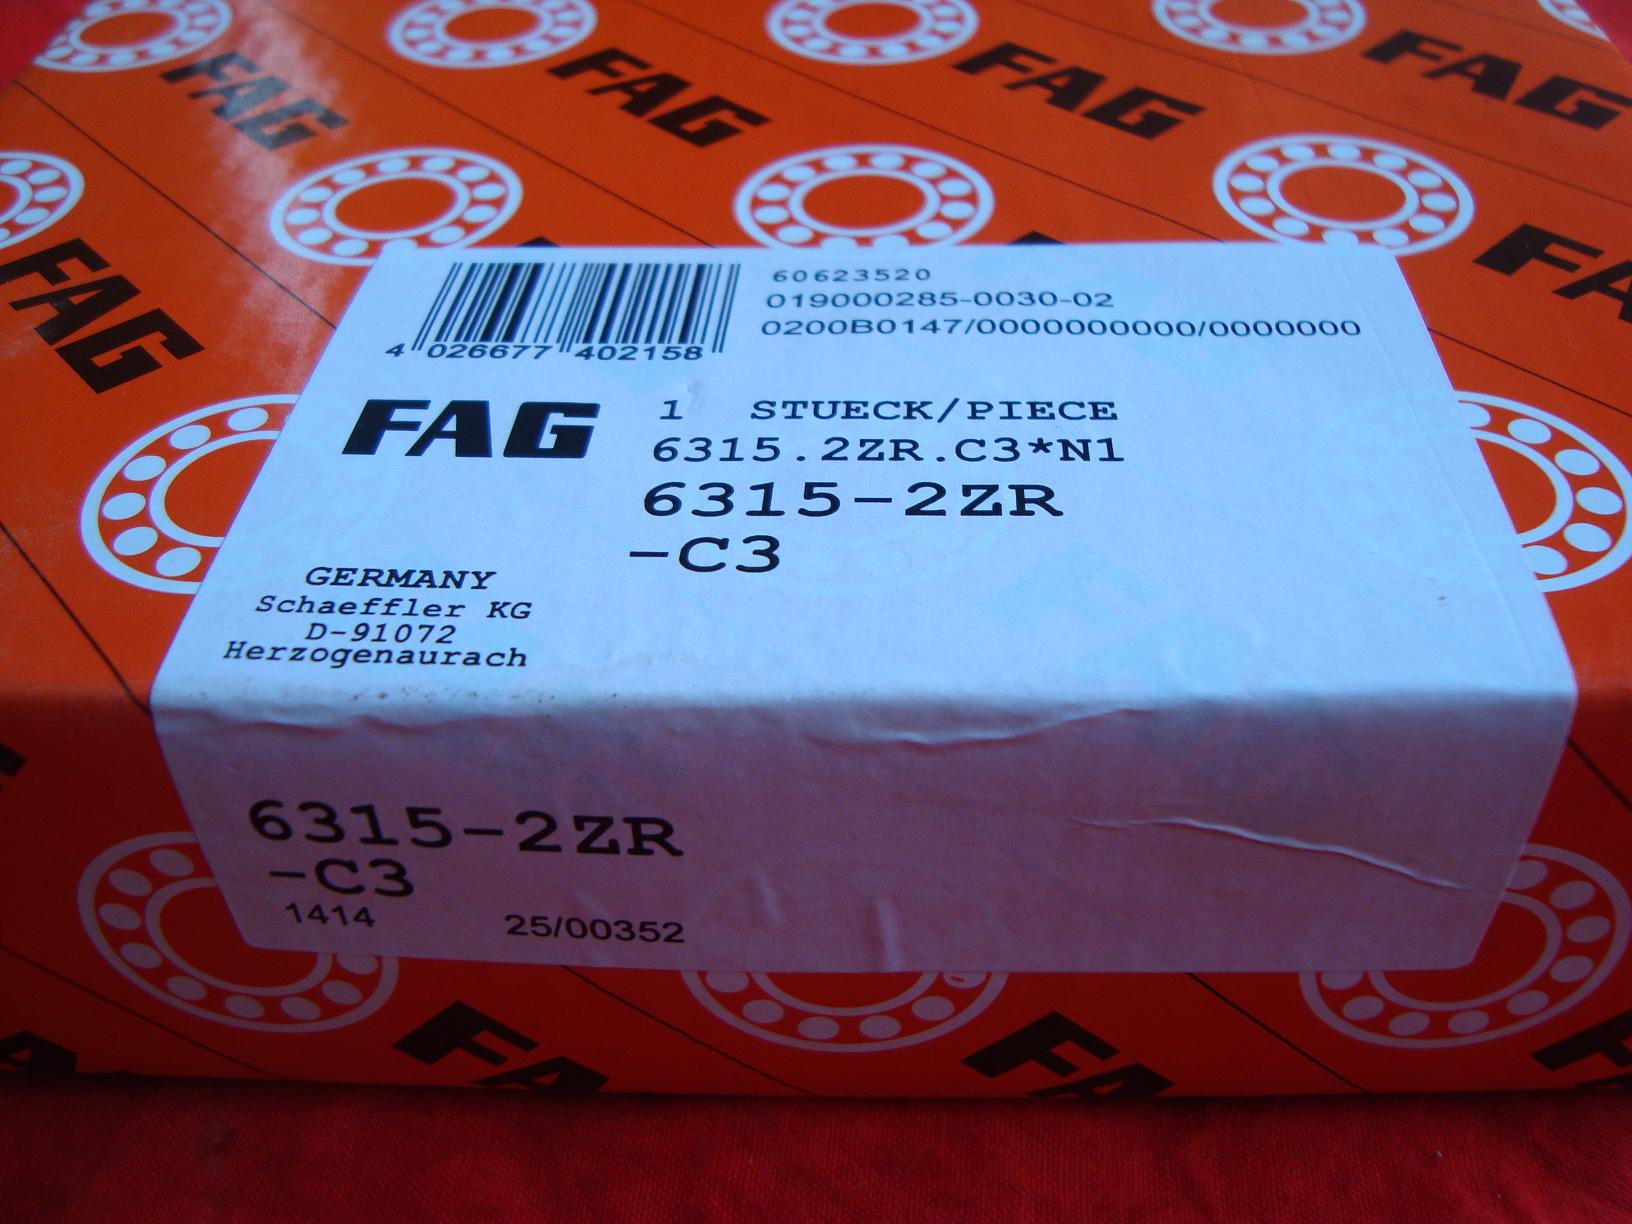 FAG FAG FAG FAG
FAG FAG
60623520
019000285-0030-02
0200B0147/0000000000/0000000
4 026677 402158
FAG
1 STUECK/PIECE
6315.2ZR.C3*N1
6315-2ZR
-C3
GERMANY
Schaeffler KG
D-91072
Herzogenaurach
6315-2ZR
-C3
1414 25/00352
FAG FAG